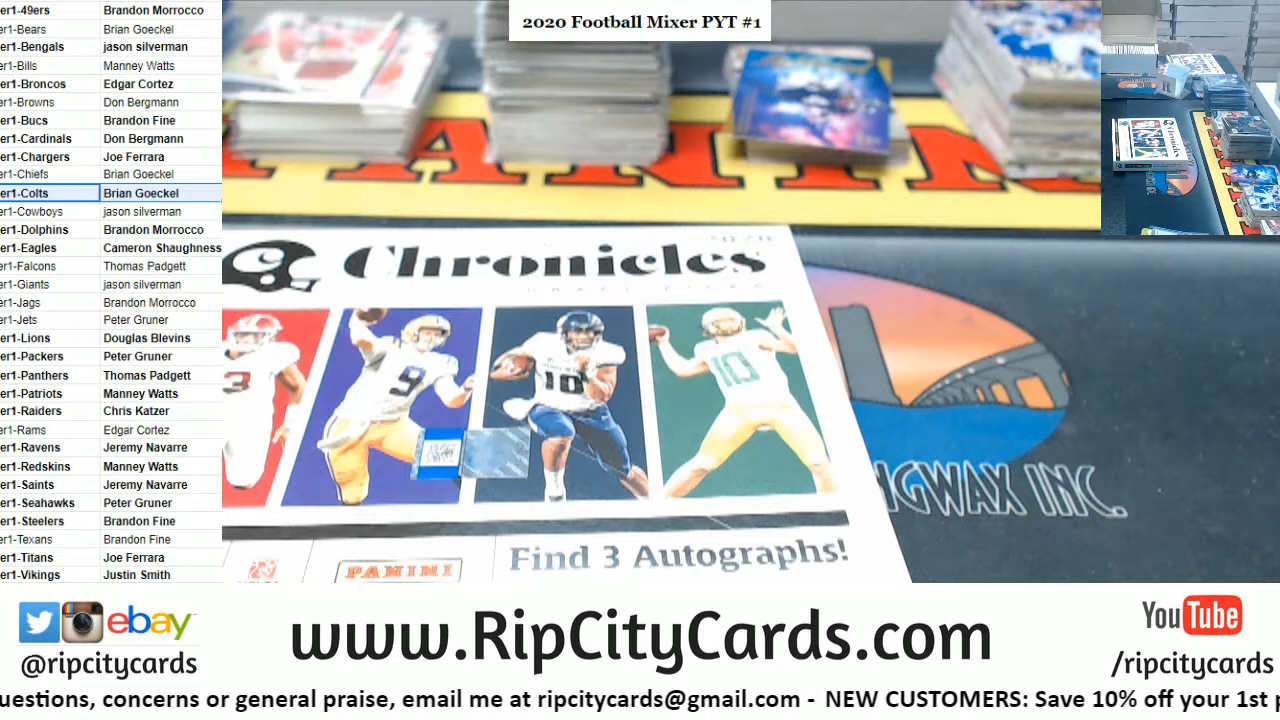 2020 Football Mixer PYT #1
er1-49ers Brandon Morrocco
er1-Bears Brian Goeckel
er1-Bengals jason silverman
er1-Bills Manney Watts
er1-Broncos Edgar Cortez
er1-Browns Don Bergmann
er1-Bucs Brandon Fine
er1-Cardinals Don Bergmann
er1-Chargers Joe Ferrara
er1-Chiefs Brian Goeckel
er1-Colts Brian Goeckel
er1-Cowboys jason silverman
er1-Dolphins Brandon Morrocco
er1-Eagles Cameron Shaughness
er1-Falcons Thomas Padgett
er1-Giants jason silverman
er1-Jags Brandon Morrocco
er1-Jets Peter Gruner
er1-Lions Douglas Blevins
er1-Packers Peter Gruner
er1-Panthers Thomas Padgett
er1-Patriots Manney Watts
er1-Raiders Chris Katzer
er1-Rams Edgar Cortez
er1-Ravens Jeremy Navarre
er1-Redskins Manney Watts
er1-Saints Jeremy Navarre
er1-Seahawks Peter Gruner
er1-Steelers Brandon Fine
er1-Texans Brandon Fine
er1-Titans Joe Ferrara
er1-Vikings Justin Smith
PANIN
Chronicles
3
9
10
10
NGWAX INC.
PANINI
Find 3 Autographs!
Chronicles
ebay
@ripcitycards
www.RipCityCards.com
YouTube
/ripcitycards
uestions, concerns or general praise, email me at ripcitycards@gmail.com - NEW CUSTOMERS: Save 10% off your 1st p